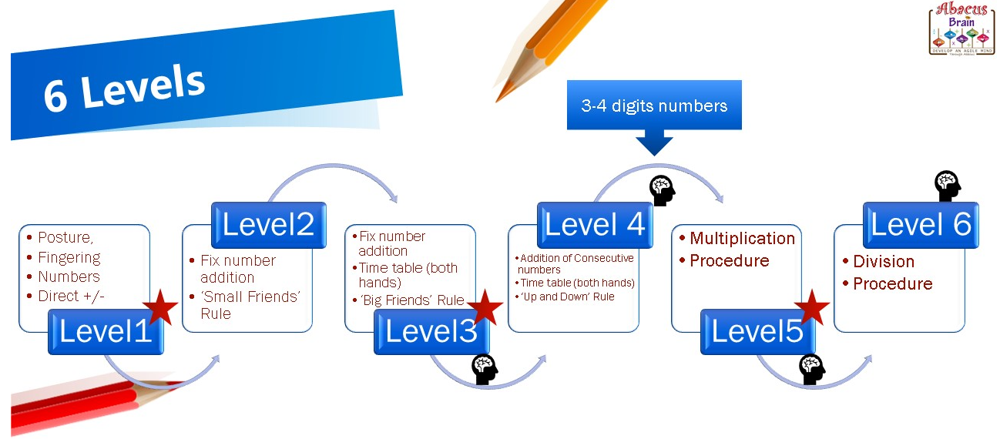 Abacus
Brain
DEVELOP AN AGILE MIND
Through Abacus
6 Levels
3-4 digits numbers
• Posture,
• Fingering
• Numbers
• Direct +/-
Level1
Level2
• Fix number
addition
• ‘Small Friends’
Rule
• Fix number
addition
• Time table (both
hands)
• ‘Big Friends’ Rule
Level3
Level 4
• Addition of Consecutive
numbers
• Time table (both hands)
• ‘Up and Down’ Rule
• Multiplication
• Procedure
Level5
Level 6
• Division
• Procedure